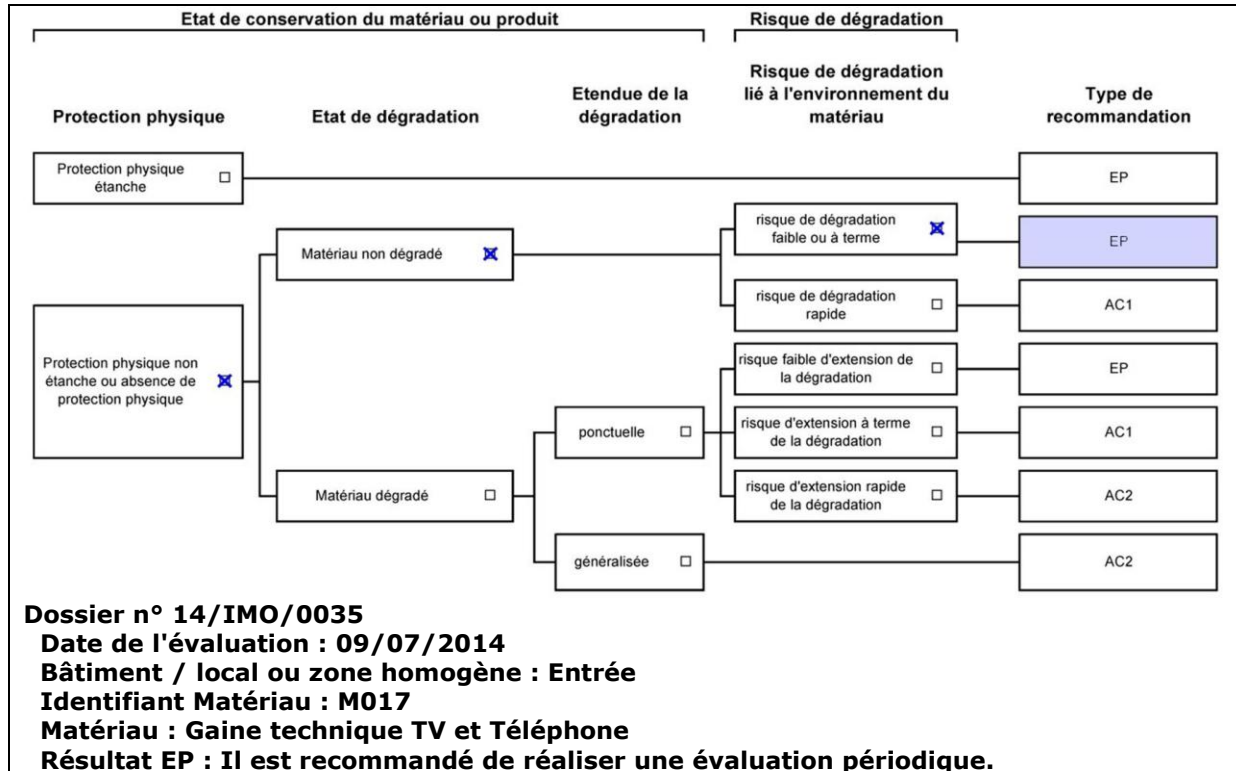 Etat de conservation du matériau ou produit
Risque de dégradation
Protection physique
Etat de dégradation
Etendue de la
dégradation
Risque de dégradation
lié à l'environnement du
matériau
Type de
recommandation
Protection physique
étanche
EP
risque de dégradation
faible ou à terme
EP
Matériau non dégradé
risque de dégradation
rapide
AC1
Protection physique non
étanche ou absence de
protection physique
risque faible d'extension de
la dégradation
EP
ponctuelle
risque d'extension à terme
de la dégradation
AC1
Matériau dégradé
risque d'extension rapide
de la dégradation
AC2
généralisée
AC2
Dossier n° 14/IMO/0035
Date de l'évaluation : 09/07/2014
Bâtiment / local ou zone homogène : Entrée
Identifiant Matériau : M017
Matériau : Gaine technique TV et Téléphone
Résultat EP : Il est recommandé de réaliser une évaluation périodique.